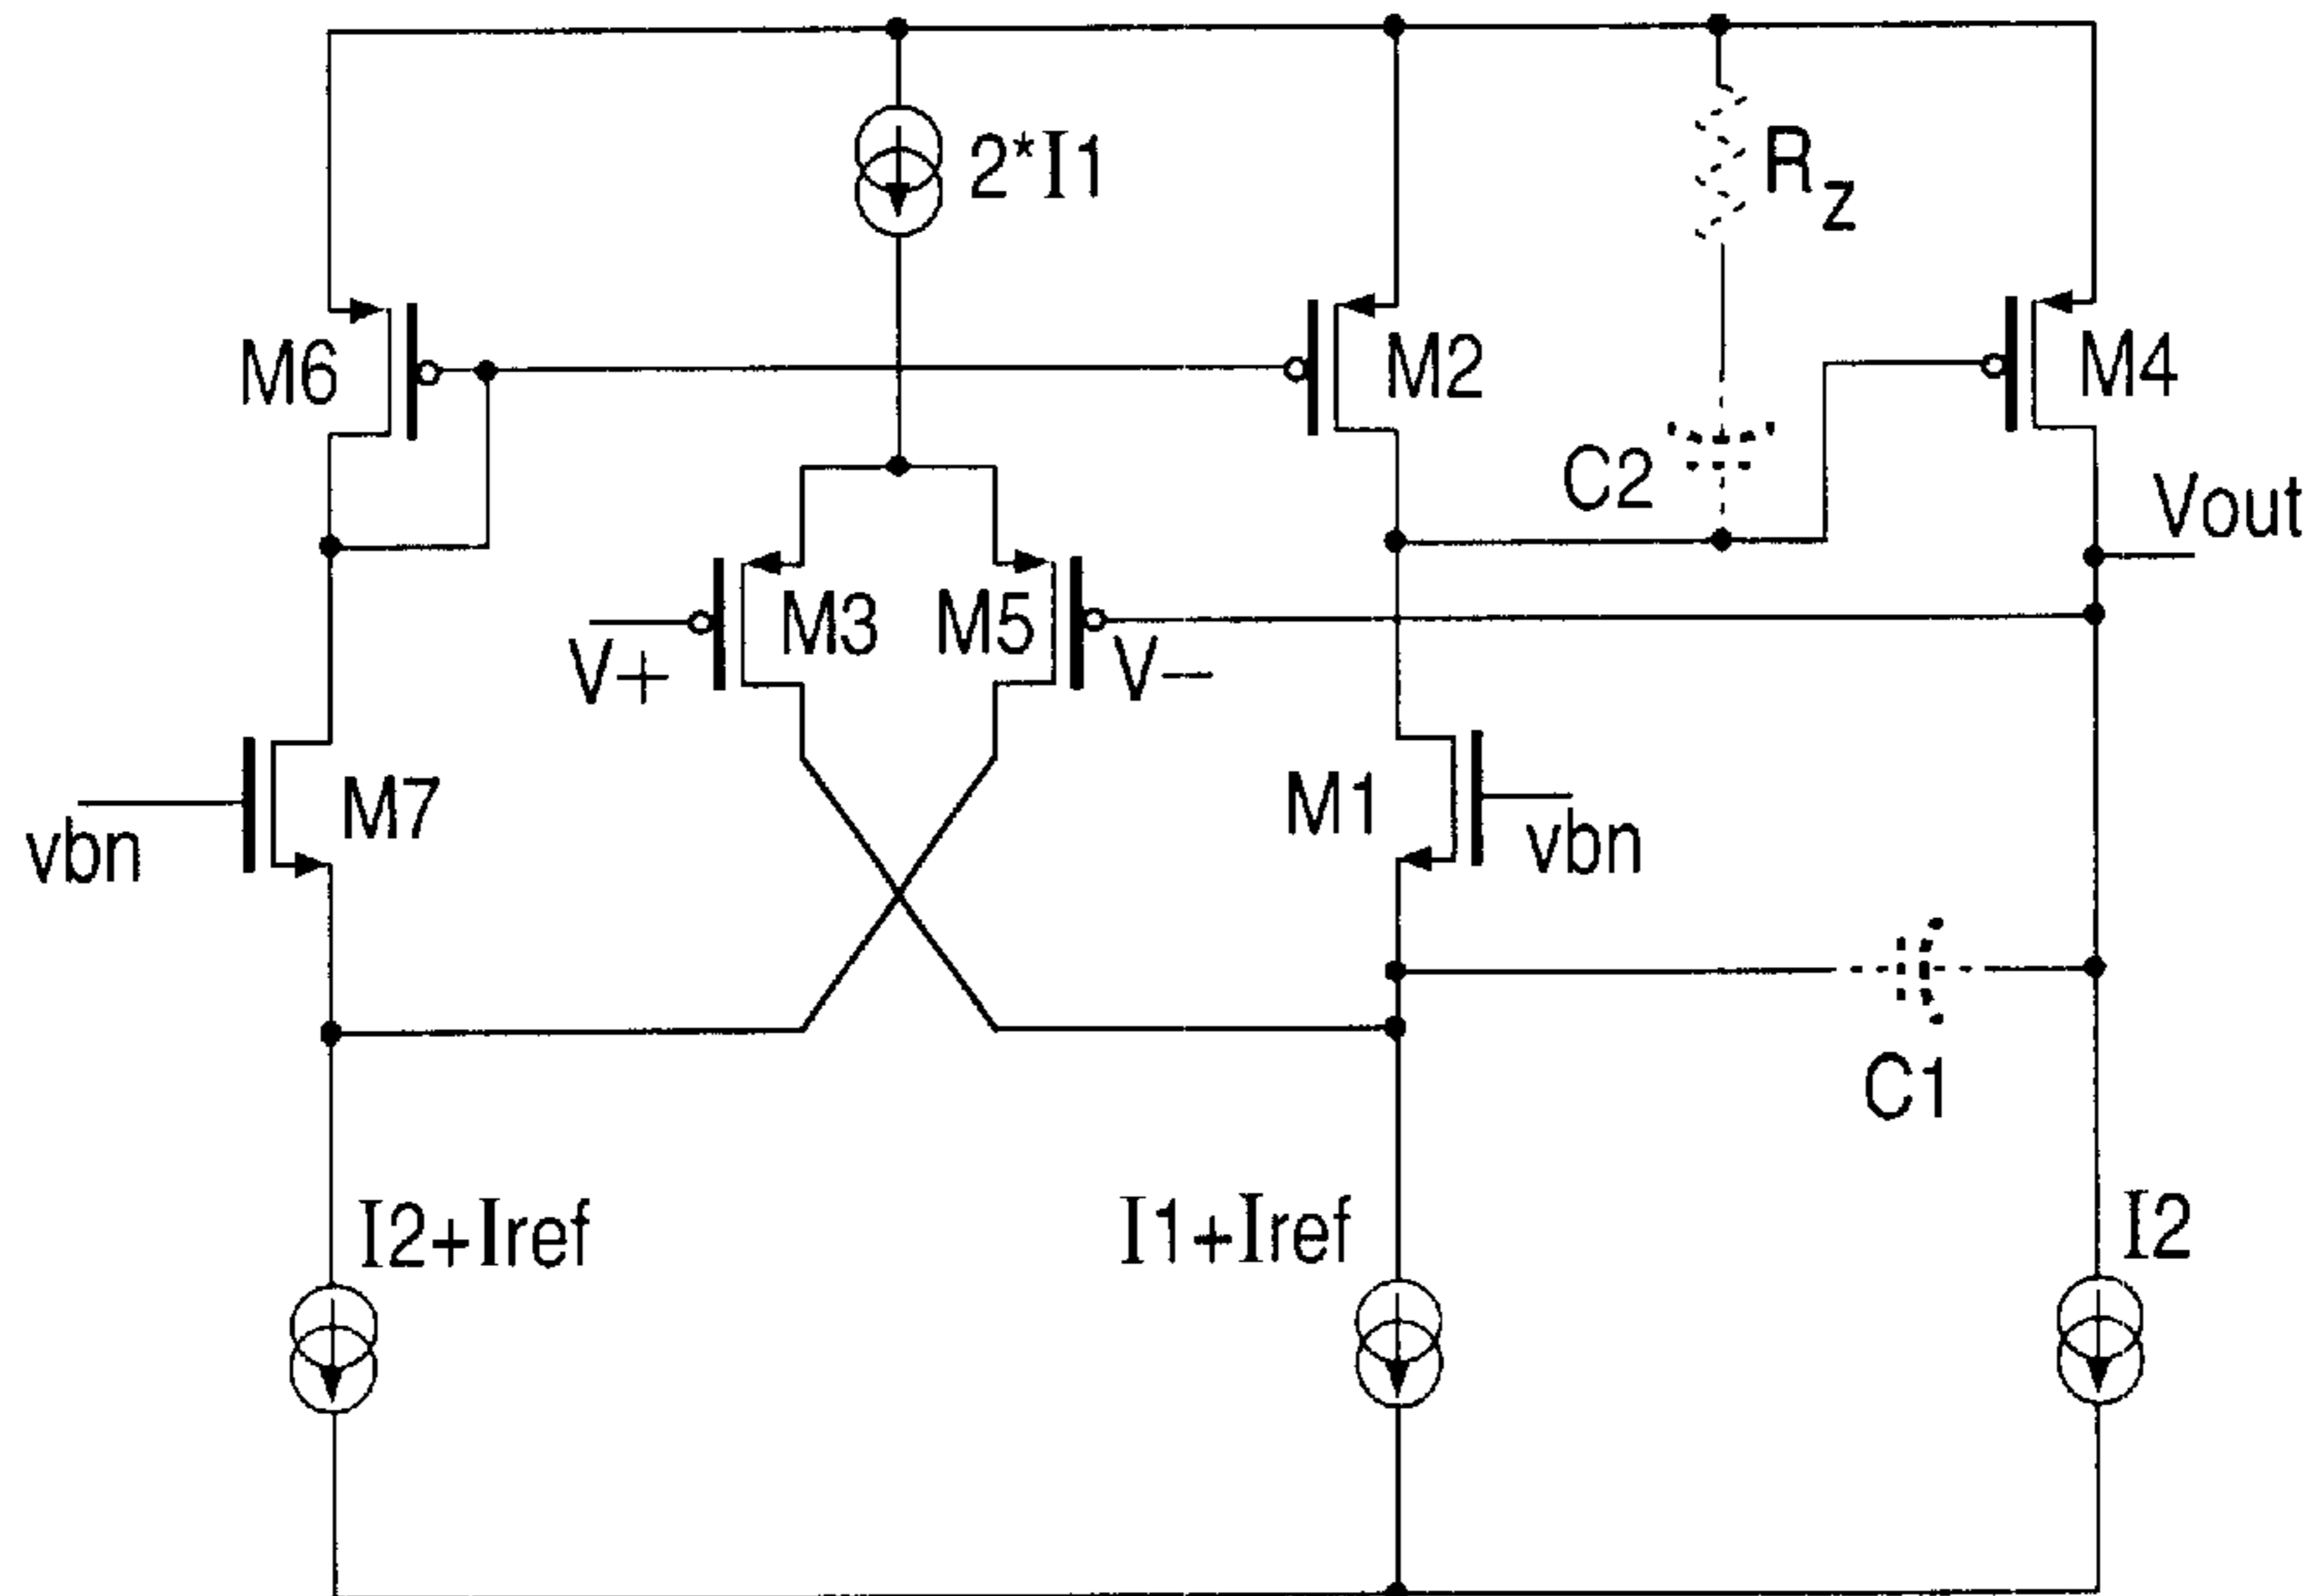 2*I1
Rz
M6
M2
M4
C2
Vout
M3
M5
V+
V−
M7
M1
vbn
vbn
C1
I2+Iref
I1+Iref
I2